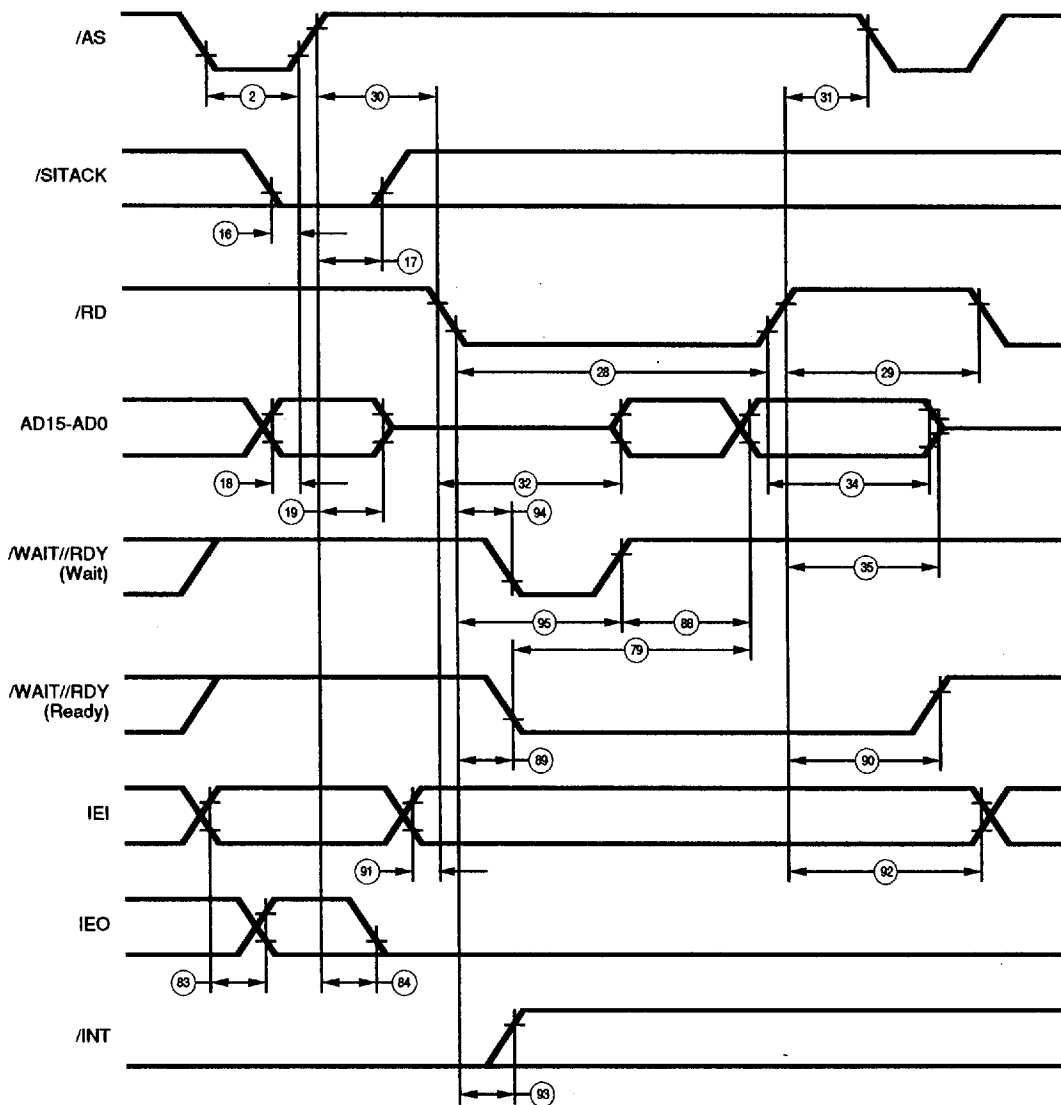 /AS
2
30
31
/SITACK
16
17
/RD
28
29
AD15-AD0
18
32
34
19
94
/WAIT//RDY
(Wait)
35
95
88
79
/WAIT//RDY
(Ready)
89
90
IEI
91
92
IEO
83
84
/INT
93